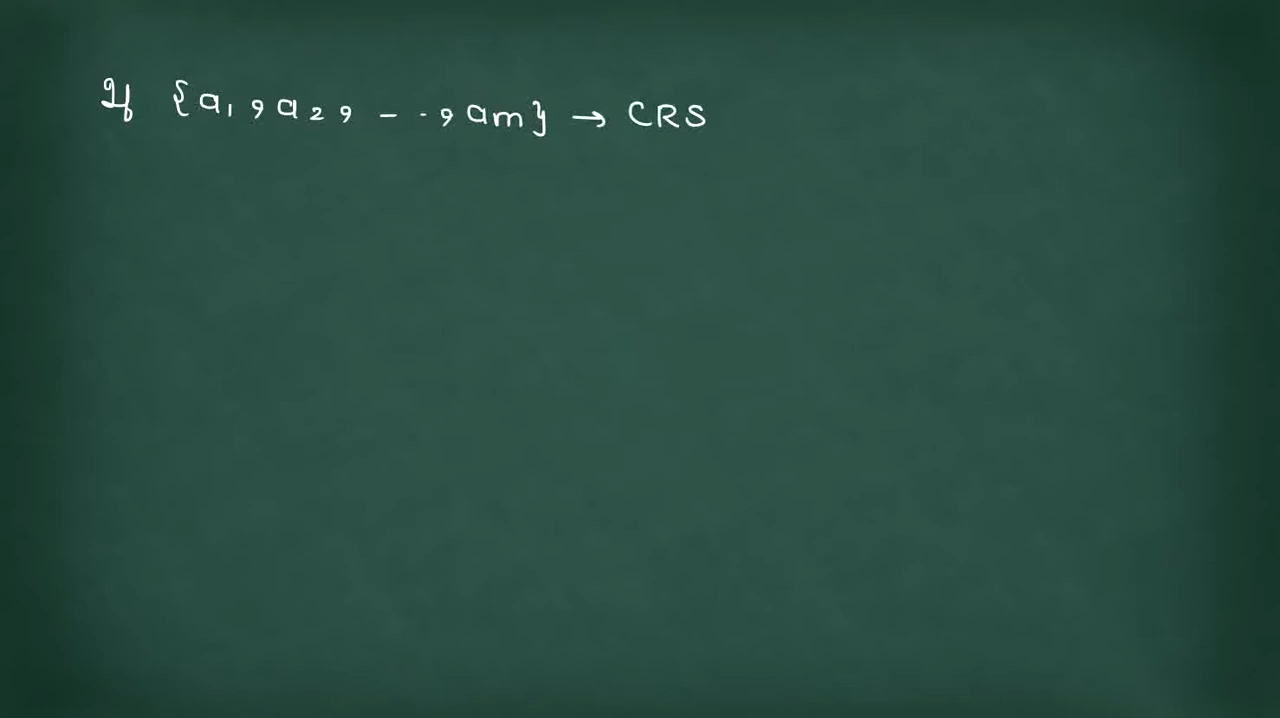 If {a₁, a₂, - . ., am} → CRS